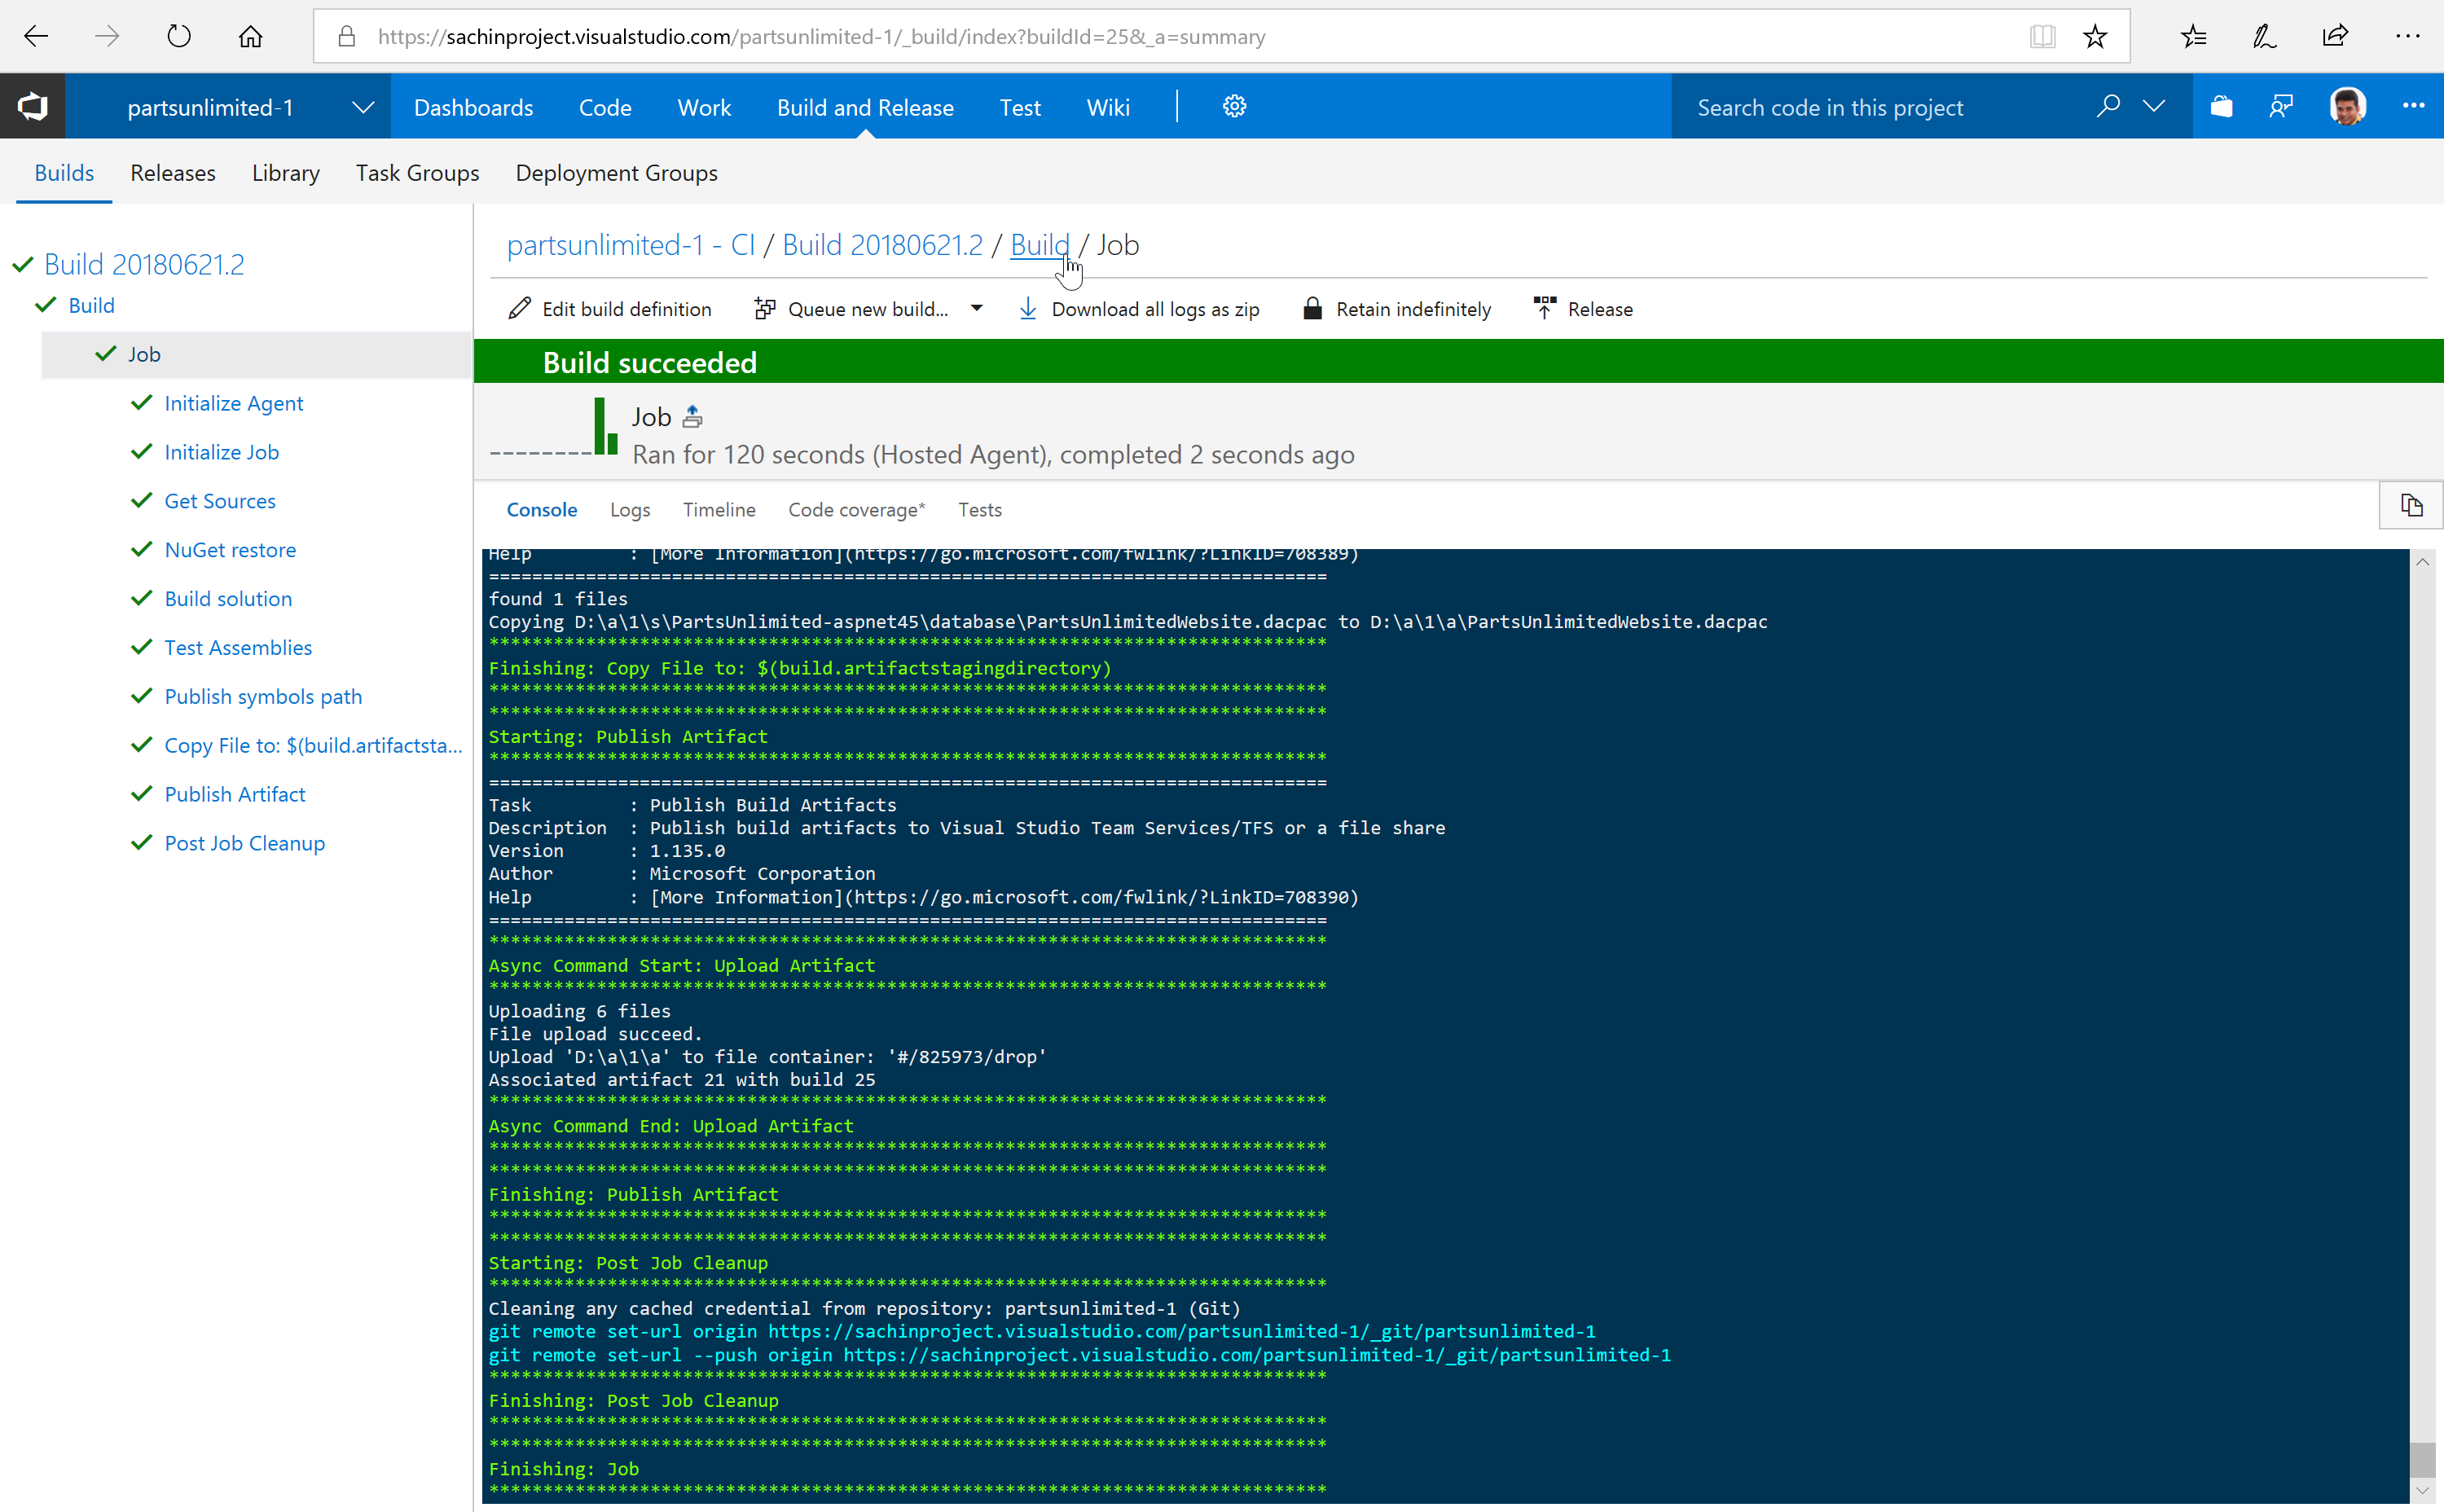 https://sachinproject.visualstudio.com/partsunlimited-1/_build/index?buildId=25&_a=summary
partsunlimited-1 Dashboards Code Work Build and Release Test Wiki Search code in this project
Builds Releases Library Task Groups Deployment Groups
Build 20180621.2
Build
Job
Initialize Agent
Initialize Job
Get Sources
NuGet restore
Build solution
Test Assemblies
Publish symbols path
Copy File to: $(build.artifactsta...
Publish Artifact
Post Job Cleanup
partsunlimited-1 - CI / Build 20180621.2 / Build / Job
Edit build definition Queue new build... Download all logs as zip Retain indefinitely Release
Build succeeded
Job
Ran for 120 seconds (Hosted Agent), completed 2 seconds ago
Console Logs Timeline Code coverage* Tests
Help : [More Information](https://go.microsoft.com/fwlink/?LinkID=708389)
==============================================================================
found 1 files
Copying D:\a\1\s\PartsUnlimited-aspnet45\database\PartsUnlimitedWebsite.dacpac to D:\a\1\a\PartsUnlimitedWebsite.dacpac
******************************************************************************
Finishing: Copy File to: $(build.artifactstagingdirectory)
******************************************************************************
******************************************************************************
Starting: Publish Artifact
******************************************************************************
==============================================================================
Task : Publish Build Artifacts
Description : Publish build artifacts to Visual Studio Team Services/TFS or a file share
Version : 1.135.0
Author : Microsoft Corporation
Help : [More Information](https://go.microsoft.com/fwlink/?LinkID=708390)
==============================================================================
******************************************************************************
Async Command Start: Upload Artifact
******************************************************************************
Uploading 6 files
File upload succeed.
Upload 'D:\a\1\a' to file container: '#/825973/drop'
Associated artifact 21 with build 25
******************************************************************************
Async Command End: Upload Artifact
******************************************************************************
******************************************************************************
Finishing: Publish Artifact
******************************************************************************
******************************************************************************
Starting: Post Job Cleanup
******************************************************************************
Cleaning any cached credential from repository: partsunlimited-1 (Git)
git remote set-url origin https://sachinproject.visualstudio.com/partsunlimited-1/_git/partsunlimited-1
git remote set-url --push origin https://sachinproject.visualstudio.com/partsunlimited-1/_git/partsunlimited-1
******************************************************************************
Finishing: Post Job Cleanup
******************************************************************************
******************************************************************************
Finishing: Job
******************************************************************************